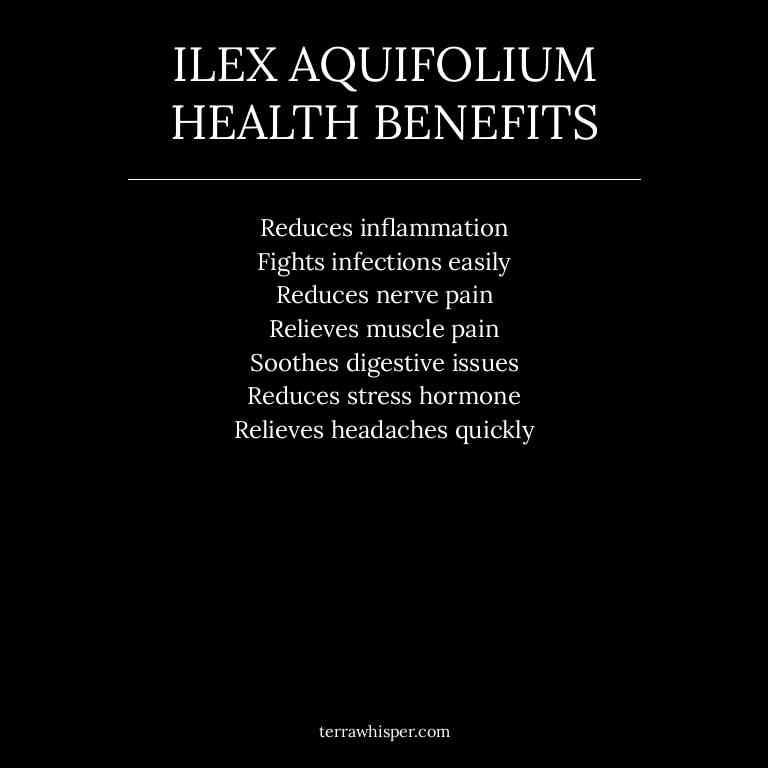 ILEX AQUIFOLIUM
HEALTH BENEFITS
Reduces inflammation
Fights infections easily
Reduces nerve pain
Relieves muscle pain
Soothes digestive issues
Reduces stress hormone
Relieves headaches quickly
terrawhisper.com